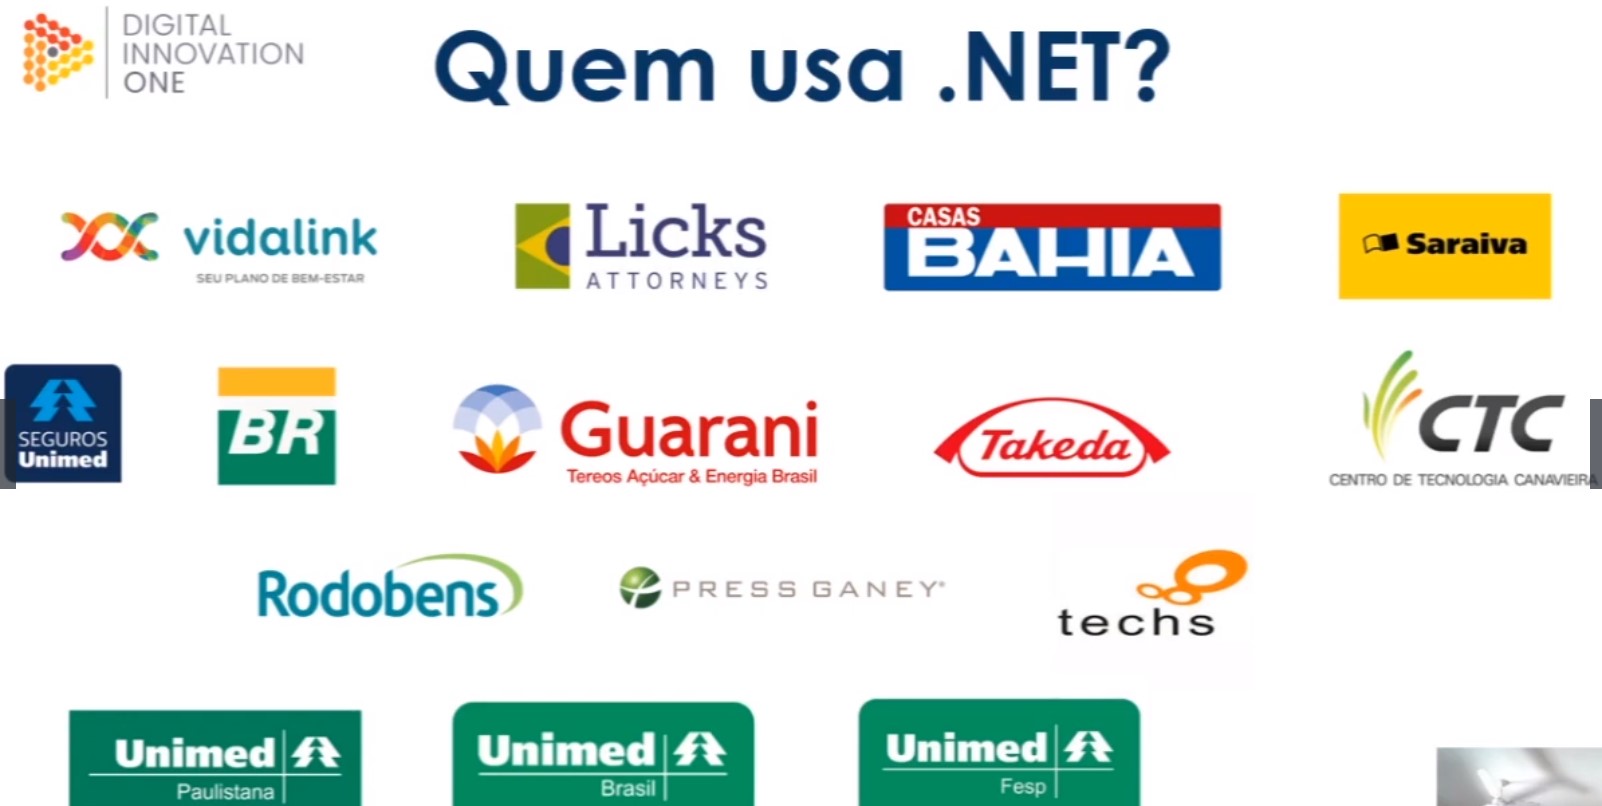 DIGITAL
INNOVATION
ONE
Quem usa .NET?
vidalink
SEU PLANO DE BEM-ESTAR
Licks
ATTORNEYS
CASAS
BAHIA
Saraiva
SEGUROS
Unimed
BR
Guarani
Tereos Açúcar & Energia Brasil
Takeda
CTC
CENTRO DE TECNOLOGIA CANAVIEIRA
Rodobens
PRESS GANEY®
techs
Unimed
Paulistana
Unimed
Brasil
Unimed
Fesp